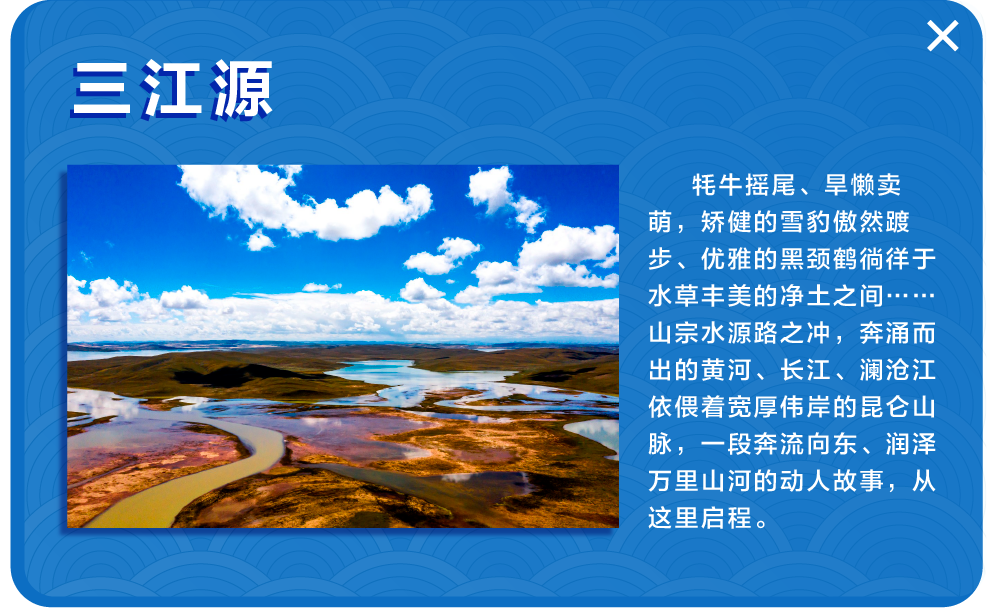 三江源
牦牛摇尾、旱懒卖
萌，矫健的雪豹傲然踱
步、优雅的黑颈鹤徜徉于
水草丰美的净土之间……
山宗水源路之冲，奔涌而
出的黄河、长江、澜沧江
依偎着宽厚伟岸的昆仑山
脉，一段奔流向东、润泽
万里山河的动人故事，从
这里启程。